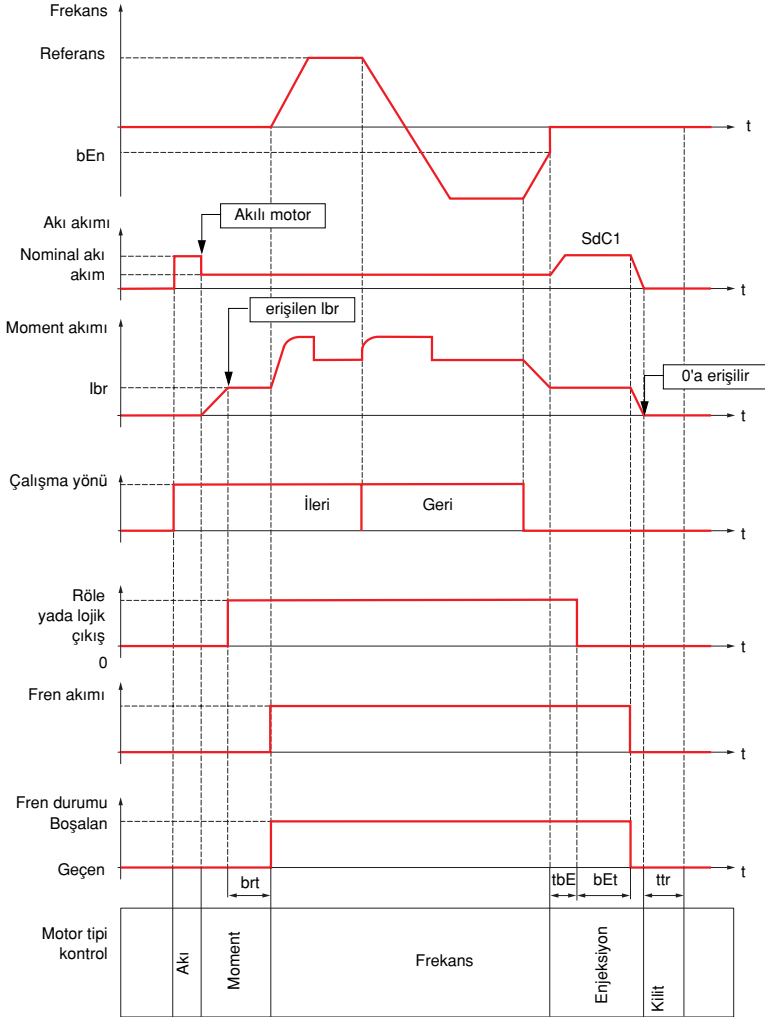 Frekans
Referans
t
bEn
Akılı motor
Akı akımı
SdC1
Nominal akı
akım
t
erişilen Ibr
Moment akımı
Ibr
0'a erişilir
t
Çalışma yönü
İleri
Geri
t
Röle
yada lojik
çıkış
0
t
Fren akımı
t
Fren durumu
Boşalan
Geçen
t
brt
tbE
bEt
ttr
Motor tipi
kontrol
Akı
Moment
Frekans
Enjeksiyon
Kilit